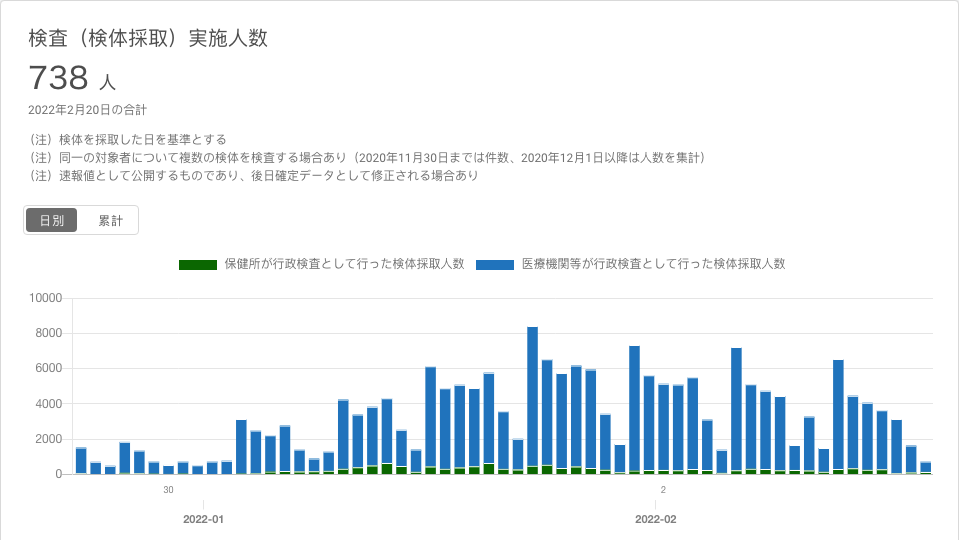 検査（検体採取）実施人数
738 人
2022年2月20日の合計
（注）検体を採取した日を基準とする
（注）同一の対象者について複数の検体を検査する場合あり（2020年11月30日までは件数、2020年12月1日以降は人数を集計）
（注）速報値として公開するものであり、後日確定データとして修正される場合あり
日別 累計
保健所が行政検査として行った検体採取人数 医療機関等が行政検査として行った検体採取人数
10000
8000
6000
4000
2000
0
30 2
2022-01 2022-02